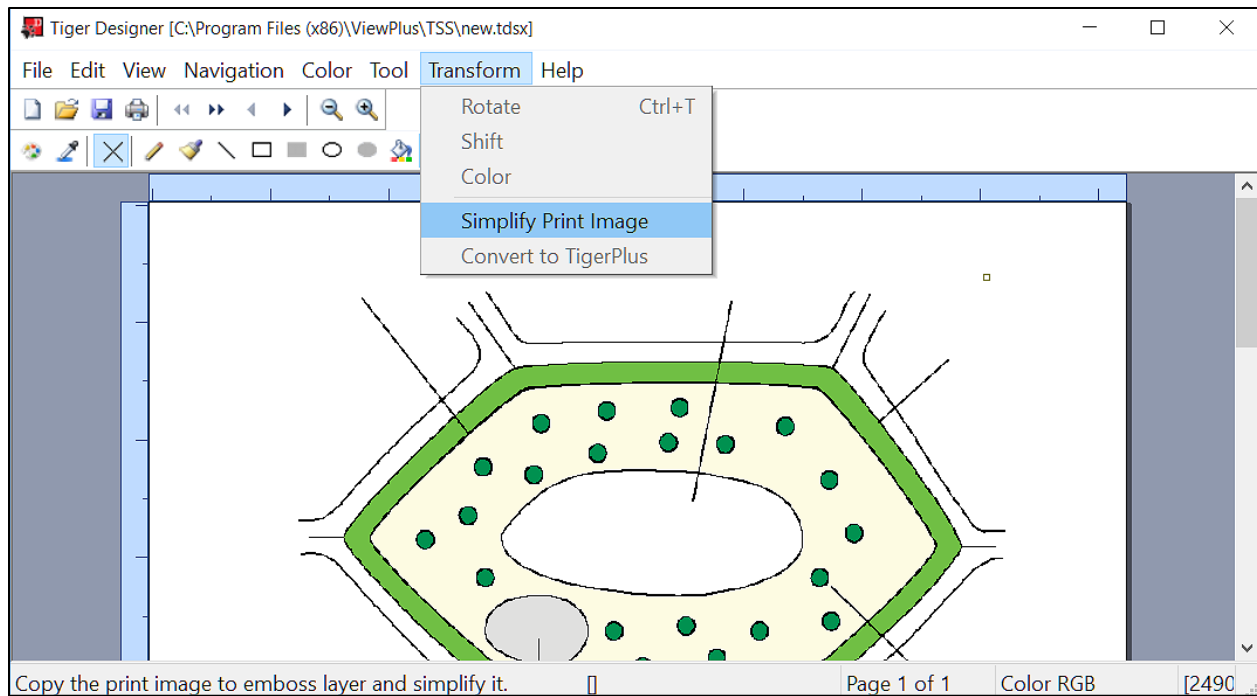 Tiger Designer [C:\Program Files (x86)\ViewPlus\TSS\new.tdsx]
File Edit View Navigation Color Tool Transform Help
Rotate Ctrl+T
Shift
Color
Simplify Print Image
Convert to TigerPlus
Copy the print image to emboss layer and simplify it. [] Page 1 of 1 Color RGB [2490